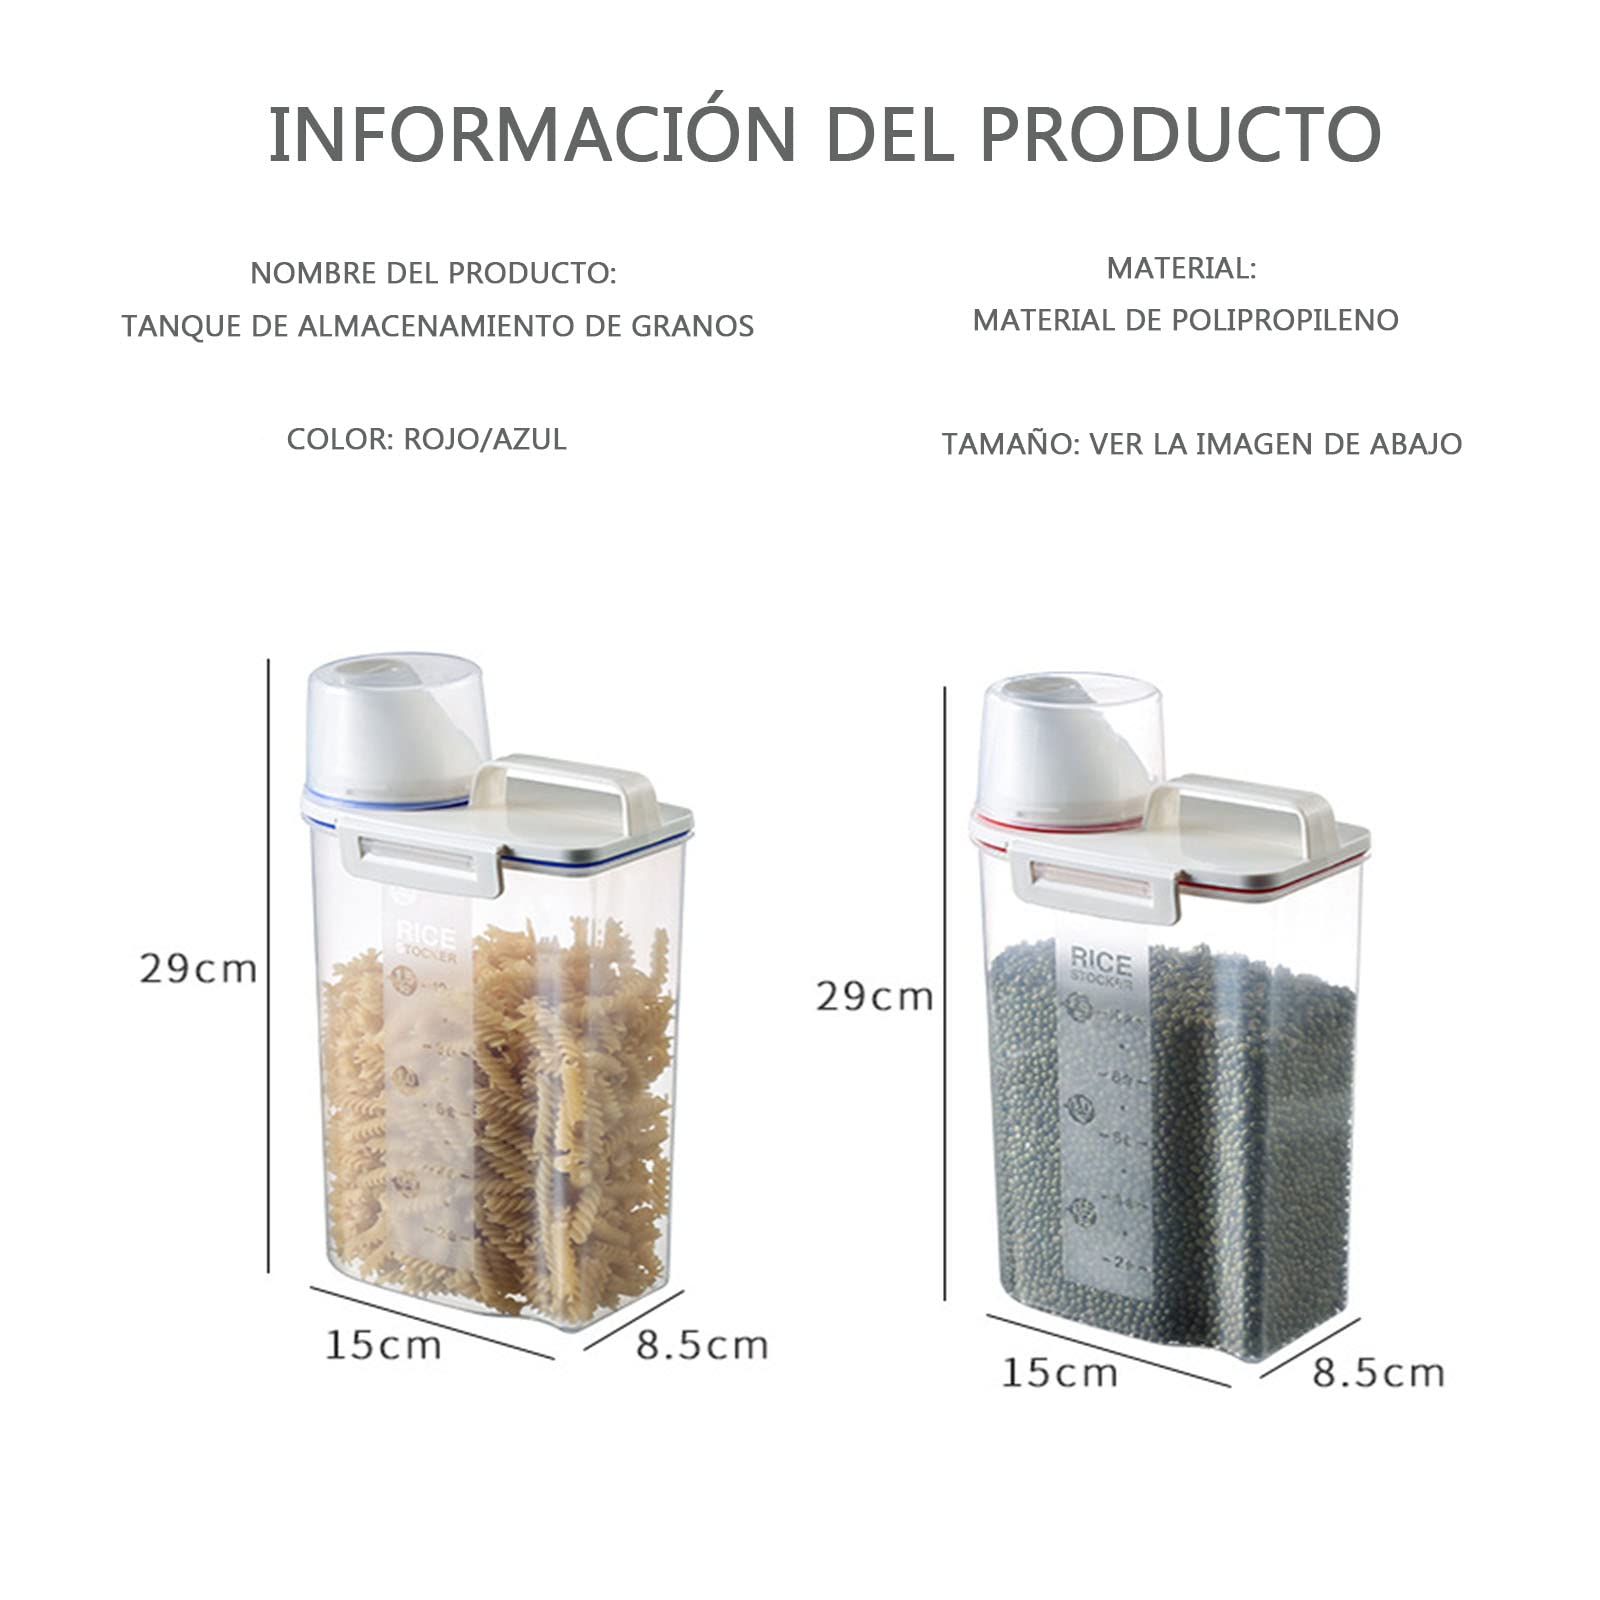 INFORMACIÓN DEL PRODUCTO
NOMBRE DEL PRODUCTO:
TANQUE DE ALMACENAMIENTO DE GRANOS
MATERIAL:
MATERIAL DE POLIPROPILENO
COLOR: ROJO/AZUL
TAMAÑO: VER LA IMAGEN DE ABAJO
29cm
RICE
STOCKER
15cm
8.5cm
29cm
RICE
STOCKER
15cm
8.5cm